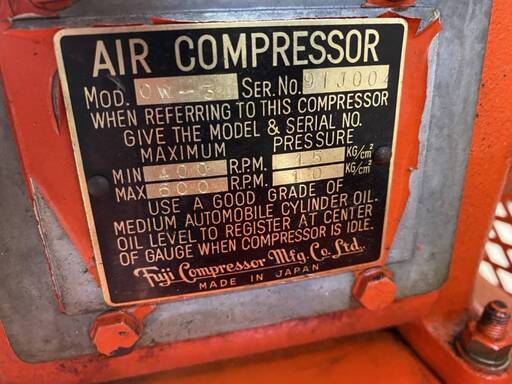 AIR COMPRESSOR
MOD. OW-3 SER.No. 91J004
WHEN REFERRING TO THIS COMPRESSOR
GIVE THE MODEL & SERIAL NO.
MAXIMUM PRESSURE
MIN 400 R.P.M. 15 KG/cm²
MAX 600 R.P.M. 10 KG/cm²
USE A GOOD GRADE OF
MEDIUM AUTOMOBILE CYLINDER OIL.
OIL LEVEL TO REGISTER AT CENTER
OF GAUGE WHEN COMPRESSOR IS IDLE.
Fuji Compressor Mfg. Co. Ltd.
MADE IN JAPAN